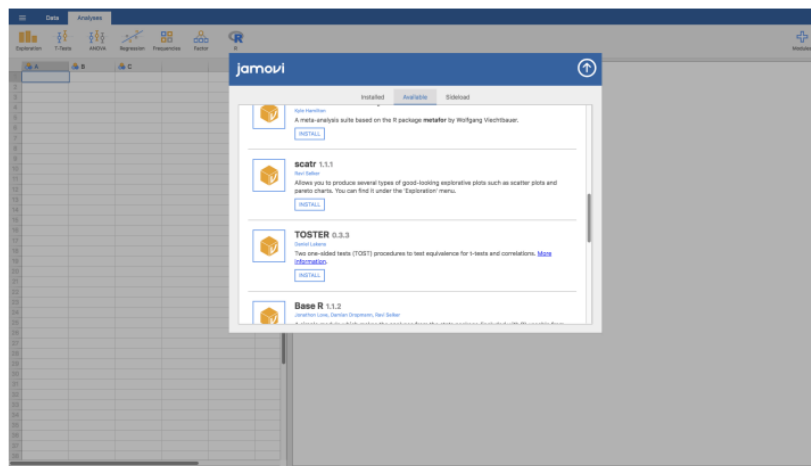 Data Analyses
Exploration T-Tests ANOVA Regression Frequencies Factor R
Modules
A B C
jamovi
Installed Available Sideload
Kyle Hamilton
A meta-analysis suite based on the R package metafor by Wolfgang Viechtbauer.
INSTALL
scatr 1.1.1
Ravi Selker
Allows you to produce several types of good-looking explorative plots such as scatter plots and
pareto charts. You can find it under the 'Exploration' menu.
INSTALL
TOSTER 0.3.3
Daniel Lakens
Two one-sided tests (TOST) procedures to test equivalence for t-tests and correlations. More
Information.
INSTALL
Base R 1.1.2
Jonathon Love, Damian Dropmann, Ravi Selker